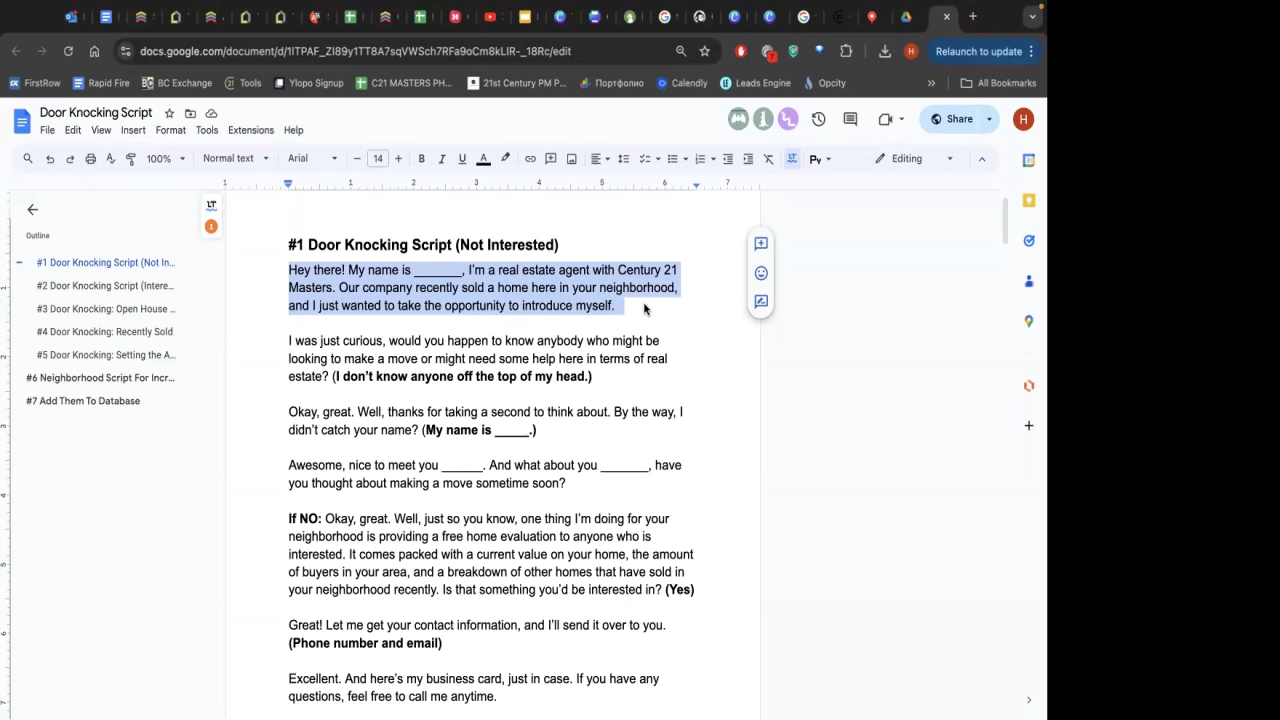 docs.google.com/document/d/1lTPAF_ZI89y1TT8A7sqVWSch7RFa9oCm8kLlR-_18Rc/edit
7
H
Relaunch to update
FirstRow
Rapid Fire
BC Exchange
Tools
Ylopo Signup
C21 MASTERS PH...
21st Century PM P...
Портфолио
Calendly
Leads Engine
Opcity
All Bookmarks
Door Knocking Script
File Edit View Insert Format Tools Extensions Help
Share
H
100%
Normal text
Arial
14
B I U A
Editing
1 1 2 3 4 5 6 7
LT
1
Outline
#1 Door Knocking Script (Not In...
#2 Door Knocking Script (Intere...
#3 Door Knocking: Open House ...
#4 Door Knocking: Recently Sold
#5 Door Knocking: Setting the A...
#6 Neighborhood Script For Incr...
#7 Add Them To Database
#1 Door Knocking Script (Not Interested)
Hey there! My name is _______, I'm a real estate agent with Century 21
Masters. Our company recently sold a home here in your neighborhood,
and I just wanted to take the opportunity to introduce myself.
I was just curious, would you happen to know anybody who might be
looking to make a move or might need some help here in terms of real
estate? (I don't know anyone off the top of my head.)
Okay, great. Well, thanks for taking a second to think about. By the way, I
didn't catch your name? (My name is _____.)
Awesome, nice to meet you ______. And what about you _______, have
you thought about making a move sometime soon?
If NO: Okay, great. Well, just so you know, one thing I'm doing for your
neighborhood is providing a free home evaluation to anyone who is
interested. It comes packed with a current value on your home, the amount
of buyers in your area, and a breakdown of other homes that have sold in
your neighborhood recently. Is that something you'd be interested in? (Yes)
Great! Let me get your contact information, and I'll send it over to you.
(Phone number and email)
Excellent. And here's my business card, just in case. If you have any
questions, feel free to call me anytime.